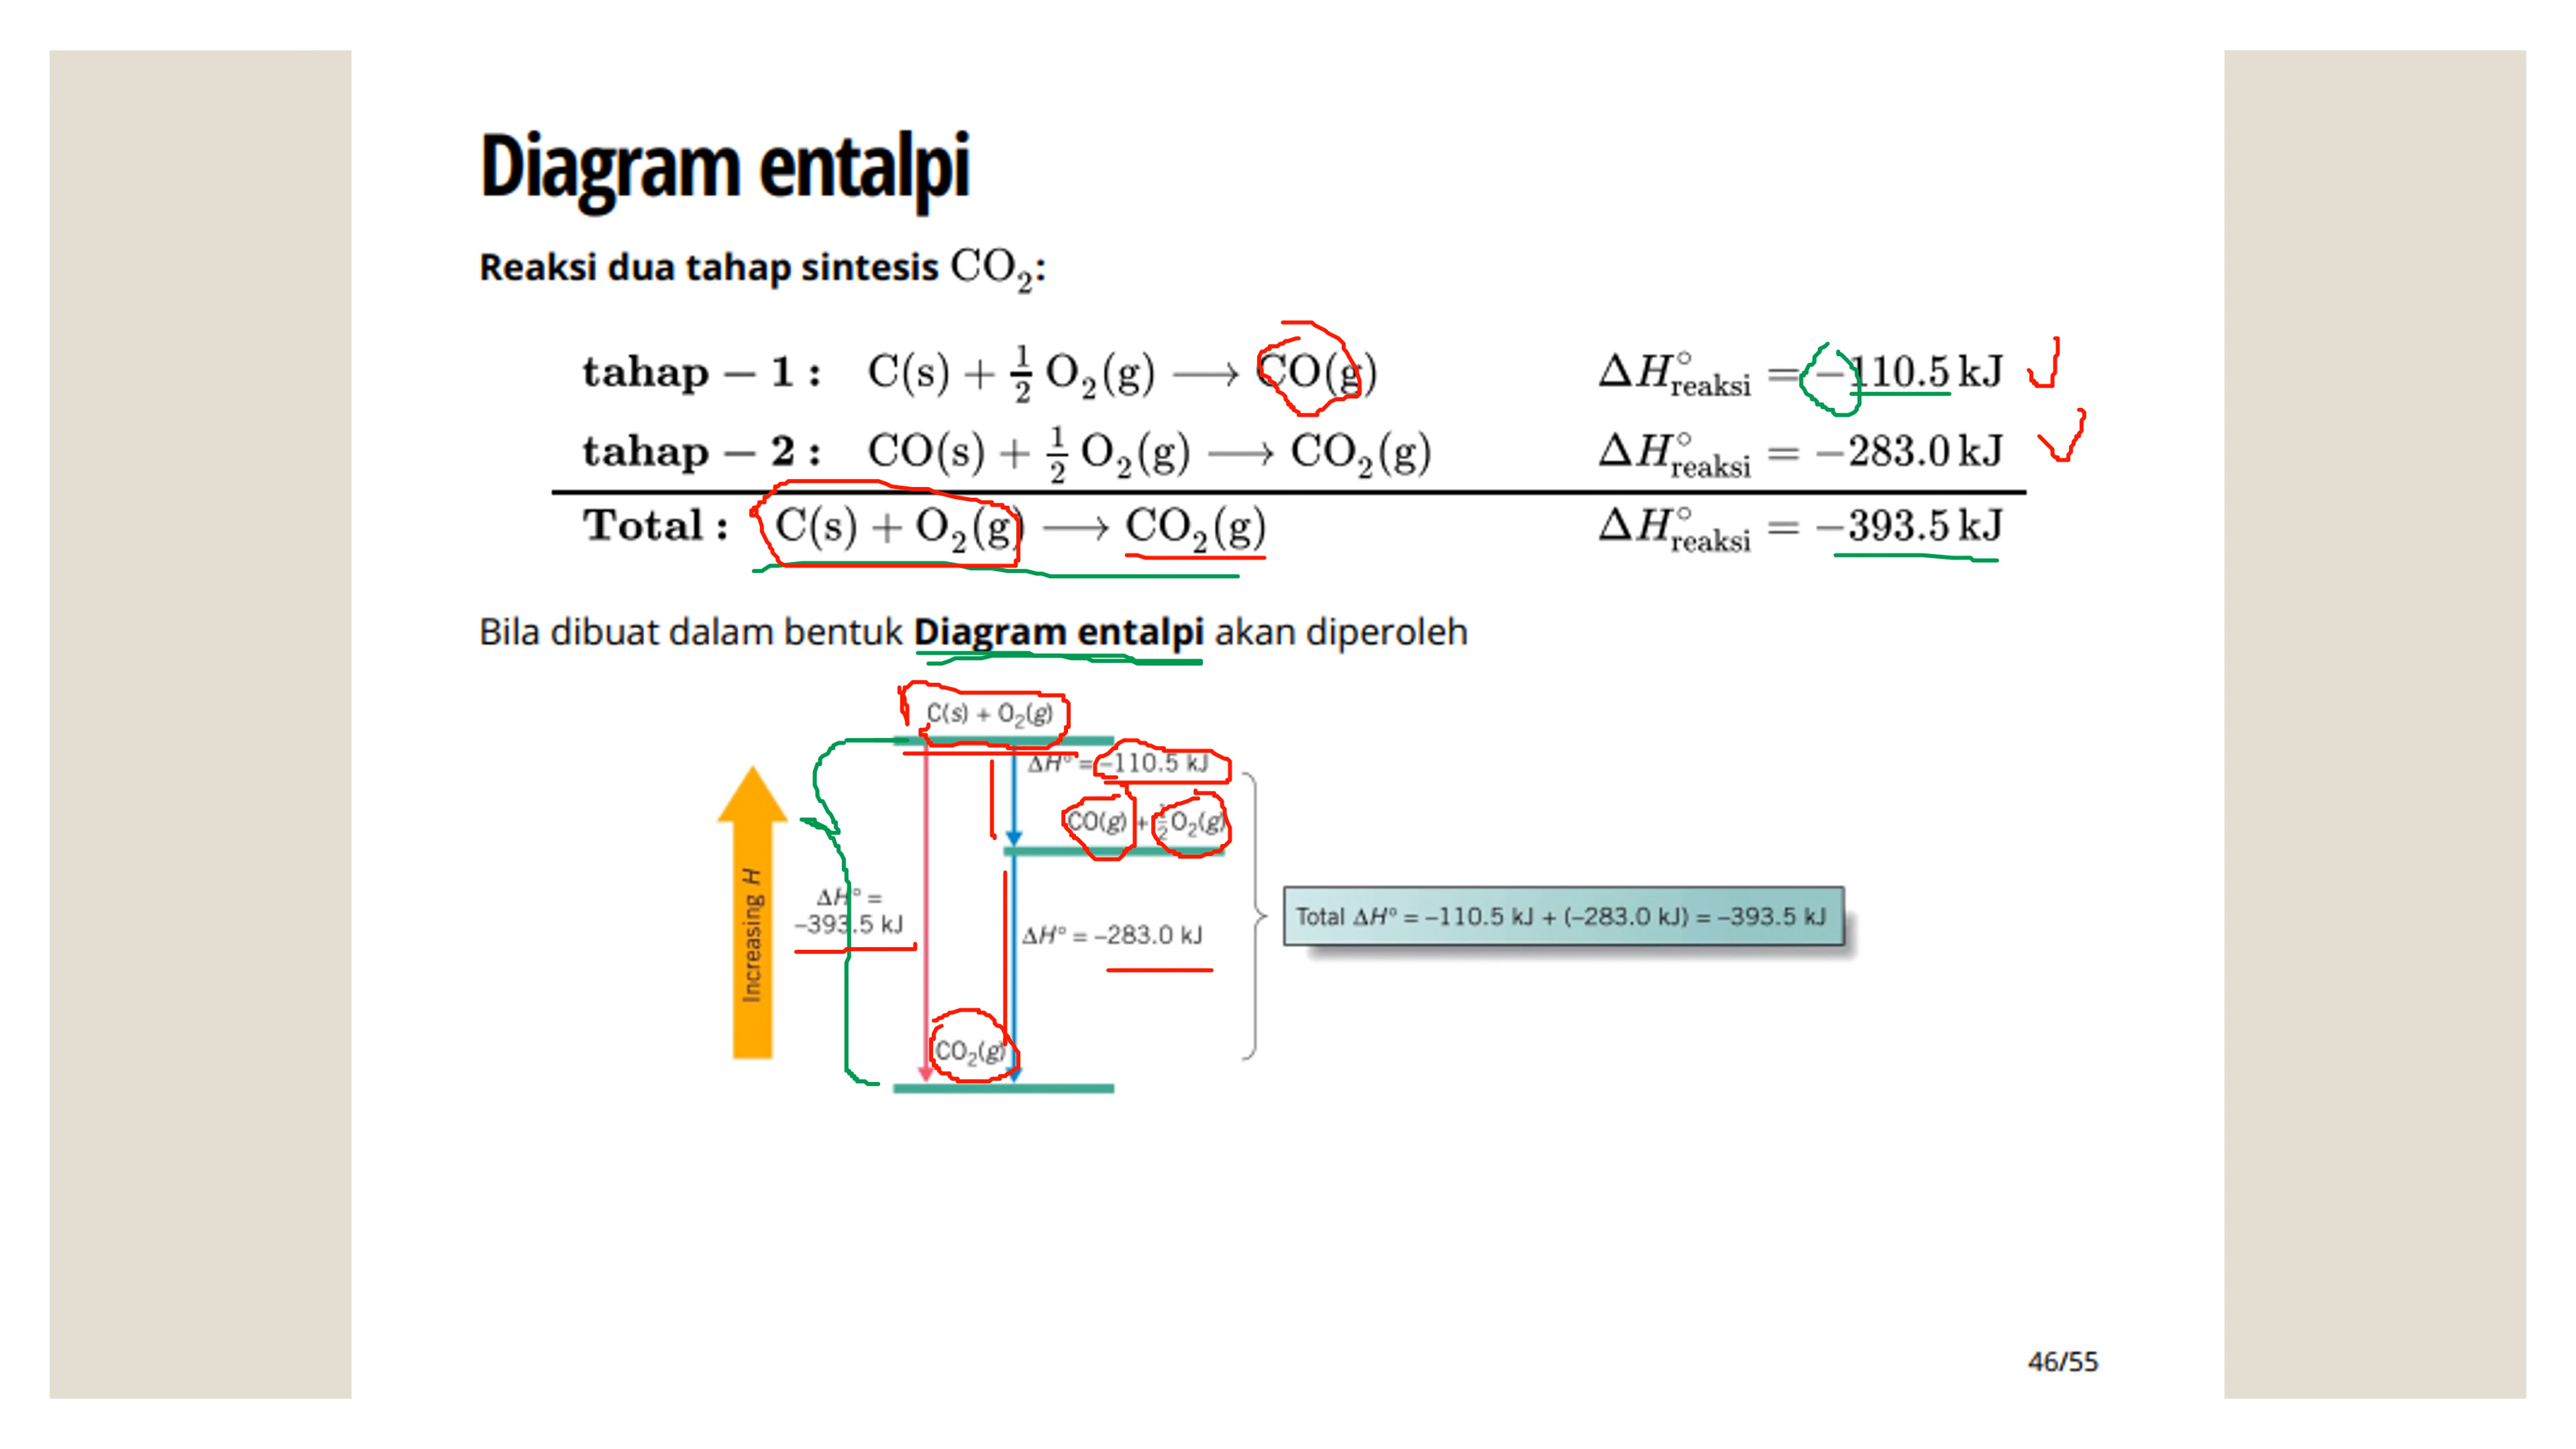 Diagram entalpi
Reaksi dua tahap sintesis CO₂:
tahap − 1 : C(s) + ½ O₂(g) ⟶ CO(g) ΔH°reaksi = −110.5 kJ
tahap − 2 : CO(s) + ½ O₂(g) ⟶ CO₂(g) ΔH°reaksi = −283.0 kJ
Total : C(s) + O₂(g) ⟶ CO₂(g) ΔH°reaksi = −393.5 kJ
Bila dibuat dalam bentuk Diagram entalpi akan diperoleh
C(s) + O₂(g)
ΔH° = −110.5 kJ
CO(g) + ½O₂(g)
Increasing H
ΔH° =
−393.5 kJ
ΔH° = −283.0 kJ
Total ΔH° = −110.5 kJ + (−283.0 kJ) = −393.5 kJ
CO₂(g)
46/55